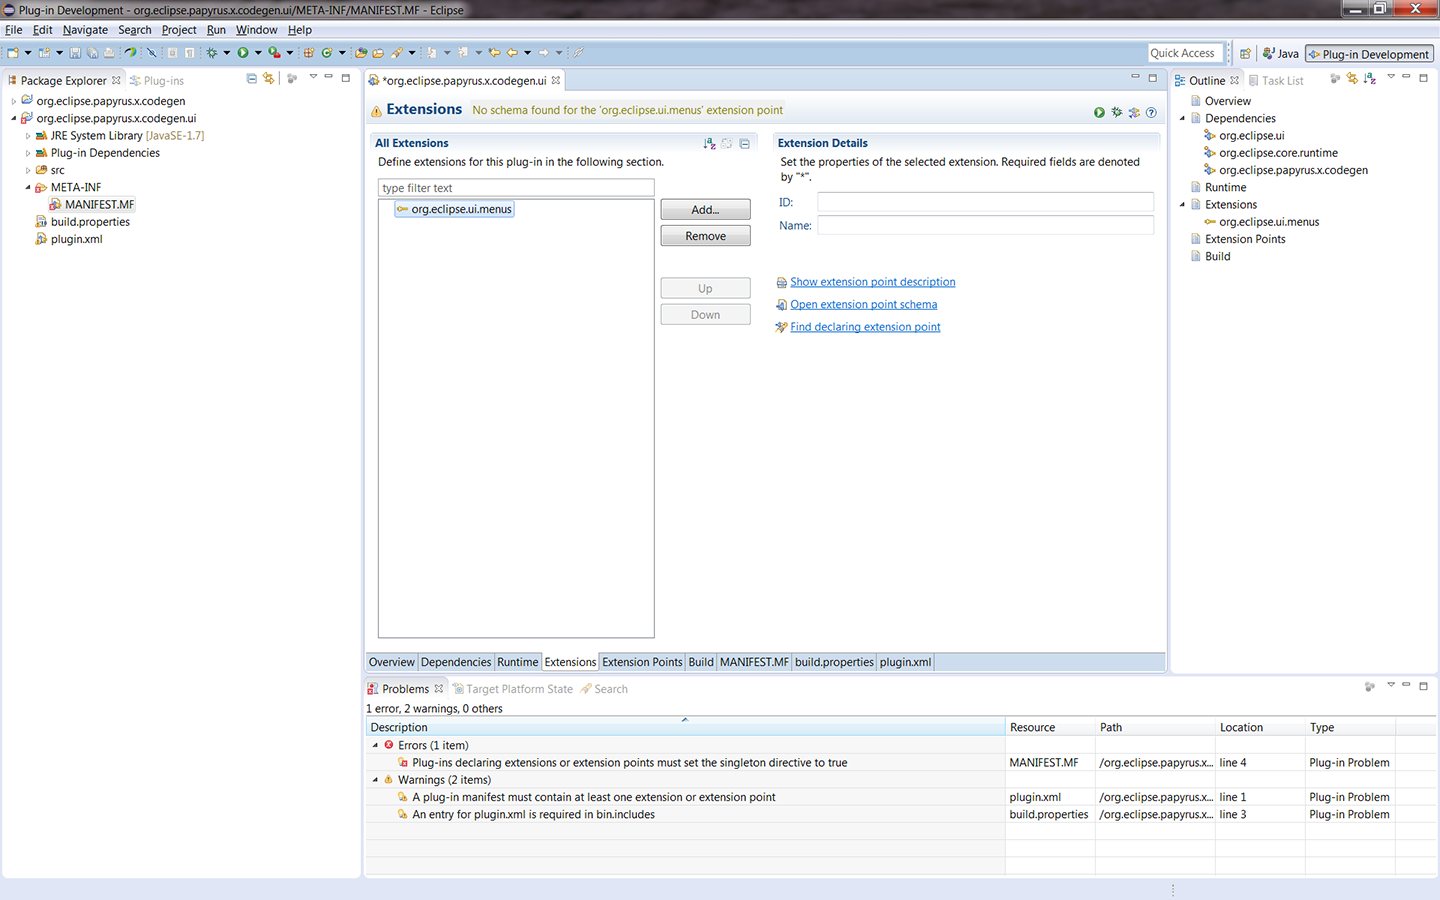 Plug-in Development - org.eclipse.papyrus.x.codegen.ui/META-INF/MANIFEST.MF - Eclipse
File Edit Navigate Search Project Run Window Help
Quick Access Java Plug-in Development
Package Explorer Plug-ins
org.eclipse.papyrus.x.codegen
org.eclipse.papyrus.x.codegen.ui
JRE System Library [JavaSE-1.7]
Plug-in Dependencies
src
META-INF
MANIFEST.MF
build.properties
plugin.xml
*org.eclipse.papyrus.x.codegen.ui
Extensions No schema found for the 'org.eclipse.ui.menus' extension point
All Extensions
Define extensions for this plug-in in the following section.
type filter text
org.eclipse.ui.menus
Add...
Remove
Up
Down
Extension Details
Set the properties of the selected extension. Required fields are denoted
by "*".
ID:
Name:
Show extension point description
Open extension point schema
Find declaring extension point
Overview Dependencies Runtime Extensions Extension Points Build MANIFEST.MF build.properties plugin.xml
Outline Task List
Overview
Dependencies
org.eclipse.ui
org.eclipse.core.runtime
org.eclipse.papyrus.x.codegen
Runtime
Extensions
org.eclipse.ui.menus
Extension Points
Build
Problems Target Platform State Search
1 error, 2 warnings, 0 others
Description Resource Path Location Type
Errors (1 item)
Plug-ins declaring extensions or extension points must set the singleton directive to true MANIFEST.MF /org.eclipse.papyrus.x... line 4 Plug-in Problem
Warnings (2 items)
A plug-in manifest must contain at least one extension or extension point plugin.xml /org.eclipse.papyrus.x... line 1 Plug-in Problem
An entry for plugin.xml is required in bin.includes build.properties /org.eclipse.papyrus.x... line 3 Plug-in Problem